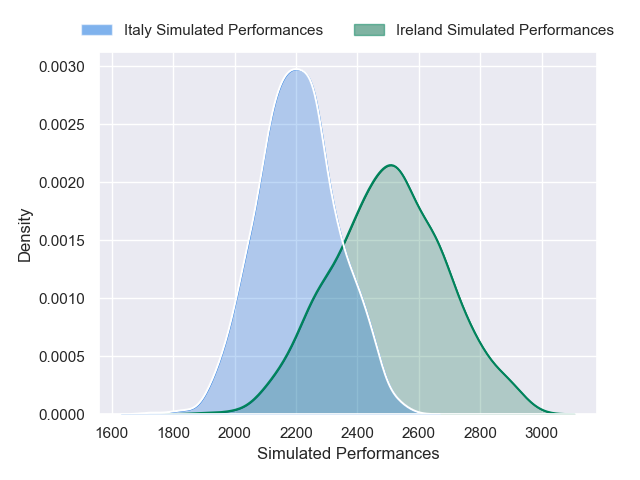 Italy Simulated Performances Ireland Simulated Performances
0.0030
0.0025
0.0020
0.0015
0.0010
0.0005
0.0000
Density
1600 1800 2000 2200 2400 2600 2800 3000
Simulated Performances